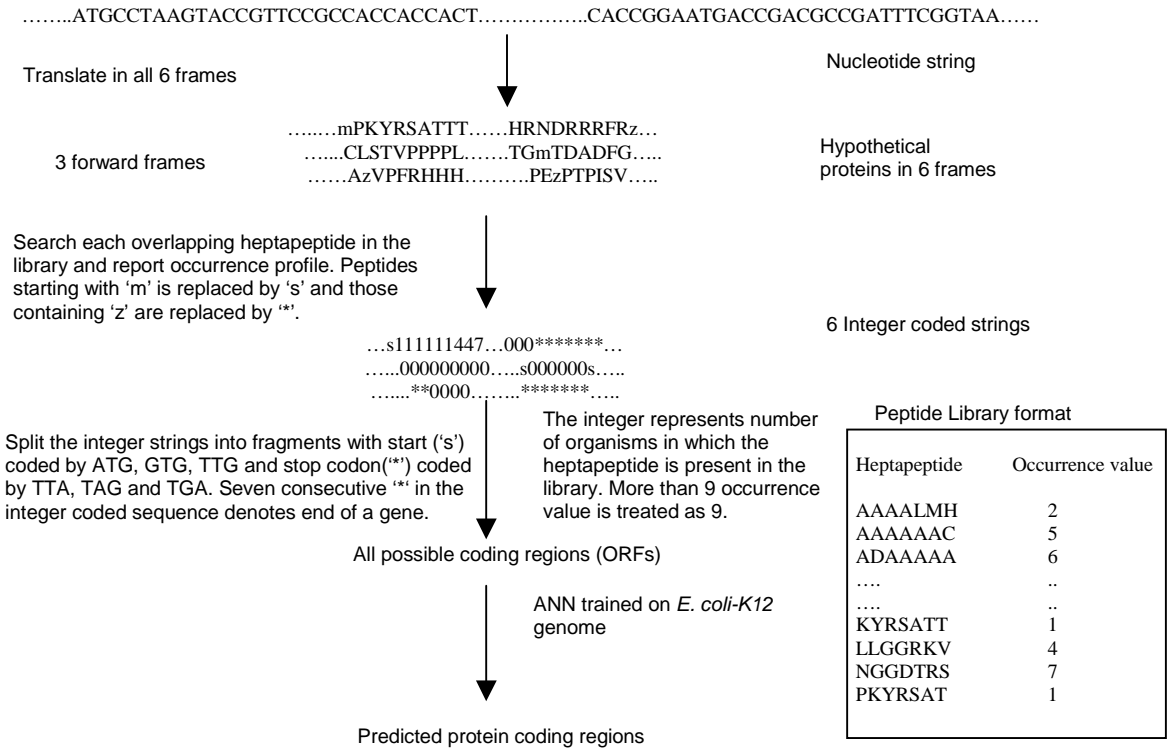 ……..ATGCCTAAGTACCGTTCCGCCACCACCACT……………..CACCGGAATGACCGACGCCGATTTCGGTAA……
Translate in all 6 frames
Nucleotide string
…..…mPKYRSATTT……HRNDRRRFRz…
3 forward frames
…....CLSTVPPPPL…….TGmTDADFG…..
……AzVPFRHHH……….PEzPTPISV…..
Hypothetical
proteins in 6 frames
Search each overlapping heptapeptide in the
library and report occurrence profile. Peptides
starting with ‘m’ is replaced by ‘s’ and those
containing ‘z’ are replaced by ‘*’.
6 Integer coded strings
…s111111447…000*******…
…...000000000…..s000000s…..
…....**0000……..*******…..
Split the integer strings into fragments with start (‘s’)
coded by ATG, GTG, TTG and stop codon(‘*’) coded
by TTA, TAG and TGA. Seven consecutive ‘*‘ in the
integer coded sequence denotes end of a gene.
The integer represents number
of organisms in which the
heptapeptide is present in the
library. More than 9 occurrence
value is treated as 9.
Peptide Library format
Heptapeptide Occurrence value
AAAALMH 2
AAAAAAC 5
ADAAAAA 6
…. ..
…. ..
KYRSATT 1
LLGGRKV 4
NGGDTRS 7
PKYRSAT 1
All possible coding regions (ORFs)
ANN trained on E. coli-K12
genome
Predicted protein coding regions